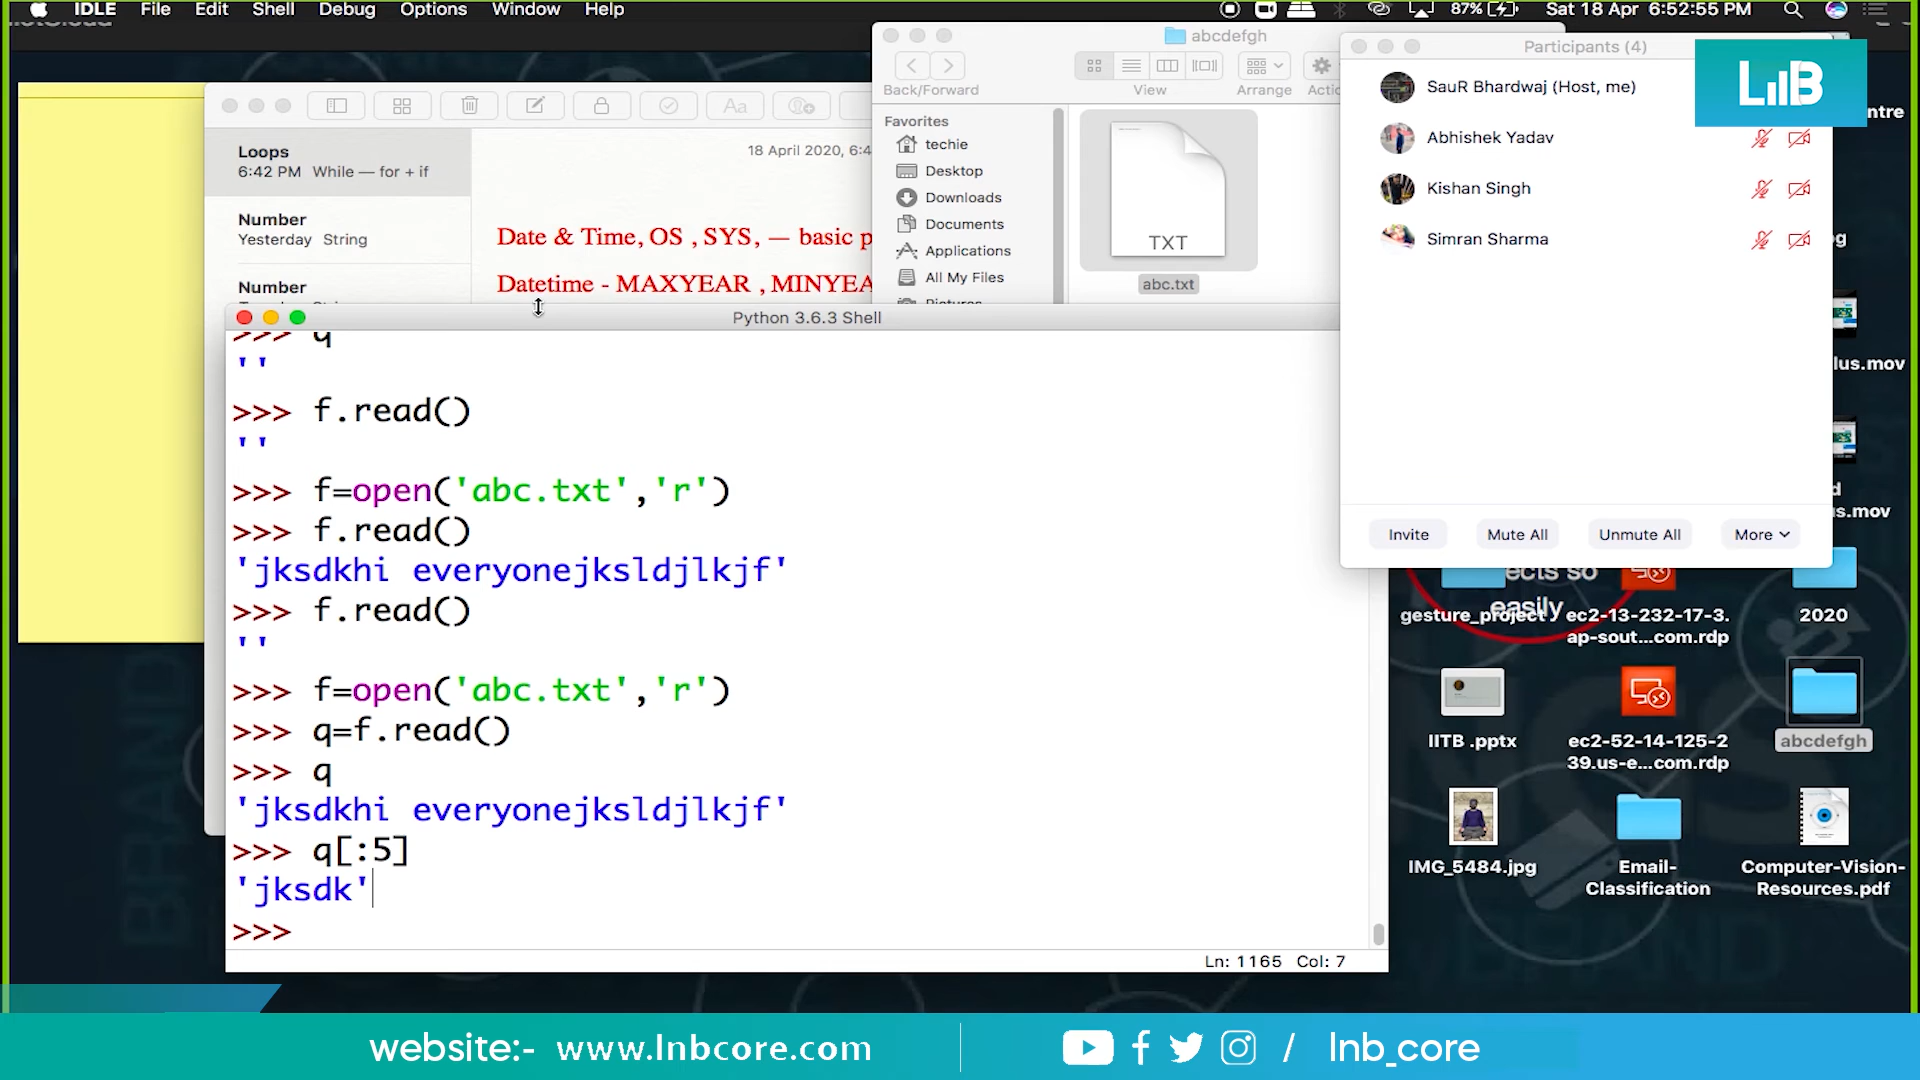 IDLE File Edit Shell Debug Options Window Help 87% Sat 18 Apr 6:52:55 PM
abcdefgh
Back/Forward View Arrange
Favorites
techie
Desktop
Downloads
Documents
Applications
All My Files
Pictures
TXT
abc.txt
Participants (4)
SauR Bhardwaj (Host, me)
Abhishek Yadav
Kishan Singh
Simran Sharma
Invite Mute All Unmute All More
LNB
Loops
6:42 PM While — for + if
Number
Yesterday String
Number
18 April 2020, 6:4
Date & Time, OS , SYS, — basic p
Datetime - MAXYEAR , MINYEA
Python 3.6.3 Shell
>>> q
''
>>> f.read()
''
>>> f=open('abc.txt','r')
>>> f.read()
'jksdkhi everyonejksldjlkjf'
>>> f.read()
''
>>> f=open('abc.txt','r')
>>> q=f.read()
>>> q
'jksdkhi everyonejksldjlkjf'
>>> q[:5]
'jksdk'
>>>
Ln: 1165 Col: 7
ntre
lus.mov
s.mov
ects so
easily
gesture_project
ec2-13-232-17-3.
ap-sout...com.rdp
2020
IITB .pptx
ec2-52-14-125-2
39.us-e...com.rdp
abcdefgh
IMG_5484.jpg
Email-
Classification
Computer-Vision-
Resources.pdf
BRAND
website:- www.lnbcore.com
/ lnb_core